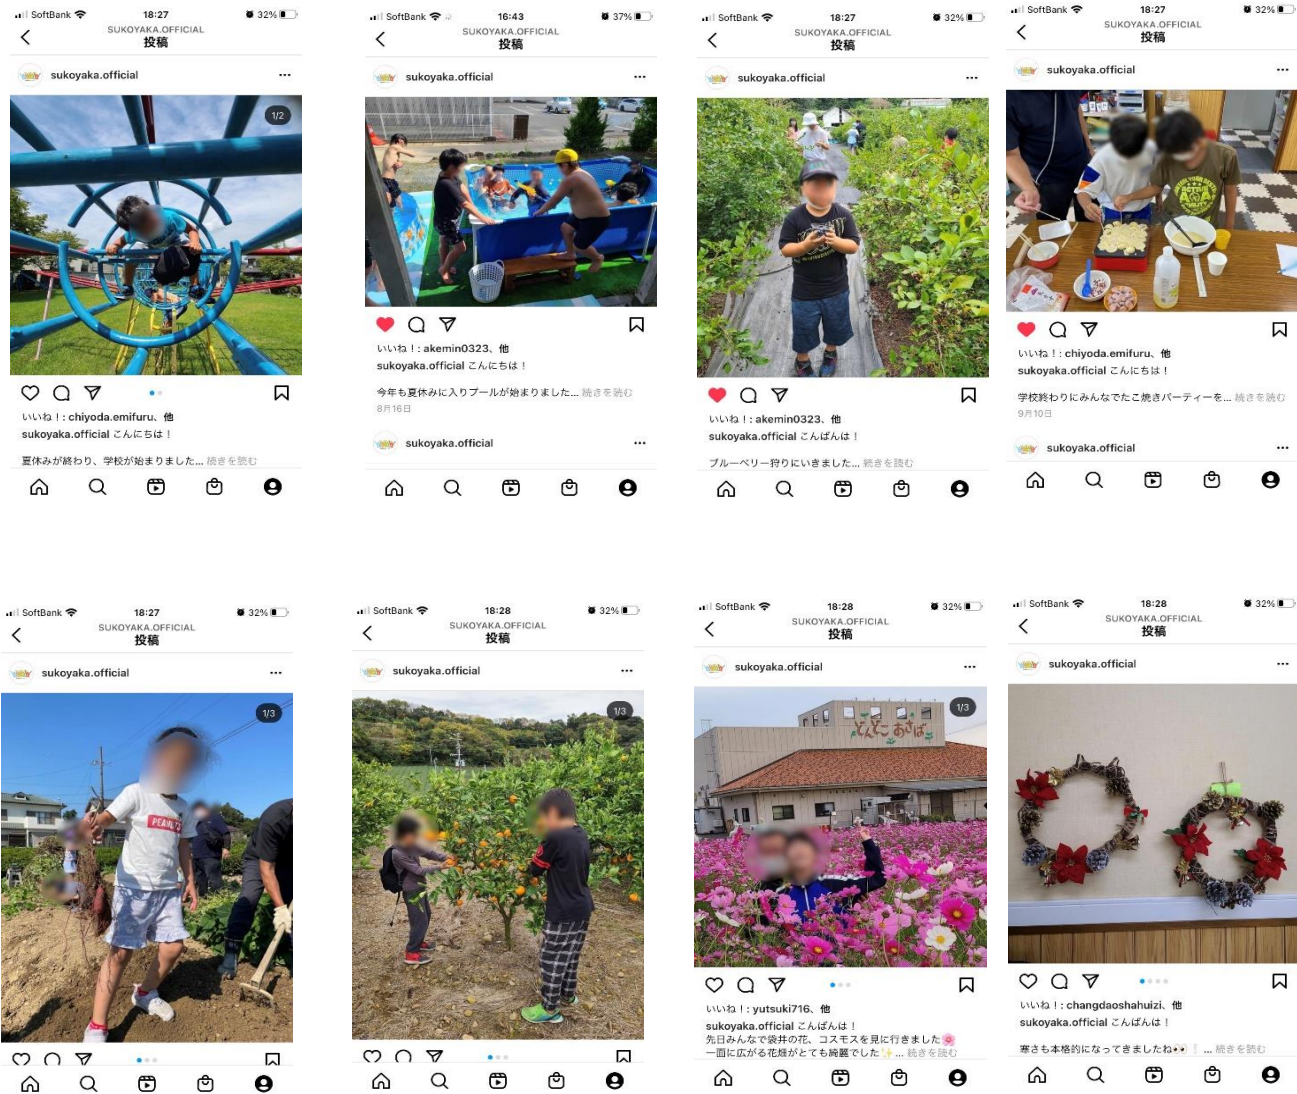 SoftBank 18:27 32%
SUKOYAKA.OFFICIAL
投稿
sukoyaka.official
1/2
いいね！: chiyoda.emifuru、他
sukoyaka.official こんにちは！
夏休みが終わり、学校が始まりました... 続きを読む
SoftBank 16:43 37%
SUKOYAKA.OFFICIAL
投稿
sukoyaka.official
いいね！: akemin0323、他
sukoyaka.official こんにちは！
今年も夏休みに入りプールが始まりました... 続きを読む
8月16日
sukoyaka.official
SoftBank 18:27 32%
SUKOYAKA.OFFICIAL
投稿
sukoyaka.official
いいね！: akemin0323、他
sukoyaka.official こんばんは！
ブルーベリー狩りにいきました... 続きを読む
SoftBank 18:27 32%
SUKOYAKA.OFFICIAL
投稿
sukoyaka.official
いいね！: chiyoda.emifuru、他
sukoyaka.official こんにちは！
学校終わりにみんなでたこ焼きパーティーを... 続きを読む
9月10日
sukoyaka.official
SoftBank 18:27 32%
SUKOYAKA.OFFICIAL
投稿
sukoyaka.official
1/3
SoftBank 18:28 32%
SUKOYAKA.OFFICIAL
投稿
sukoyaka.official
1/3
SoftBank 18:28 32%
SUKOYAKA.OFFICIAL
投稿
sukoyaka.official
1/3
どんどこあさば
いいね！: yutsuki716、他
sukoyaka.official こんばんは！
先日みんなで袋井の花、コスモスを見に行きました🌸
一面に広がる花畑がとても綺麗でした✨... 続きを読む
SoftBank 18:28 32%
SUKOYAKA.OFFICIAL
投稿
sukoyaka.official
いいね！: changdaoshahuizi、他
sukoyaka.official こんばんは！
寒さも本格的になってきましたね👀❕... 続きを読む